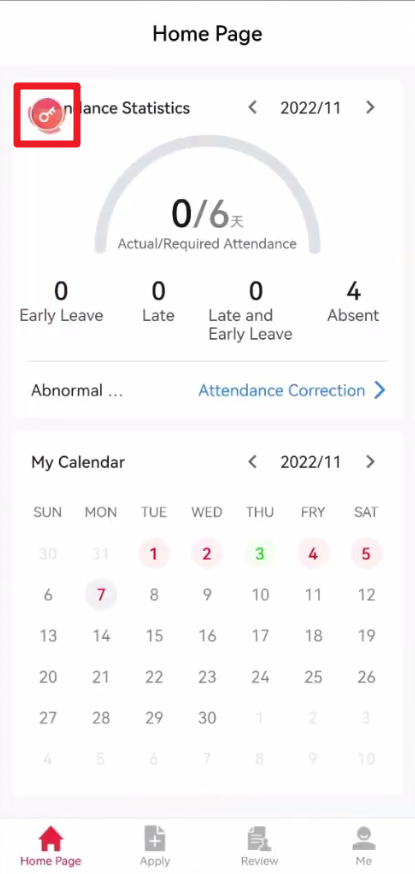 Home Page
ndance Statistics
2022/11
0/6天
Actual/Required Attendance
0 0 0 4
Early Leave Late Late and Early Leave Absent
Abnormal ... Attendance Correction
My Calendar
2022/11
SUN MON TUE WED THU FRY SAT
30 31 1 2 3 4 5
6 7 8 9 10 11 12
13 14 15 16 17 18 19
20 21 22 23 24 25 26
27 28 29 30 1 2 3
4 5 6 7 8 9 10
Home Page Apply Review Me